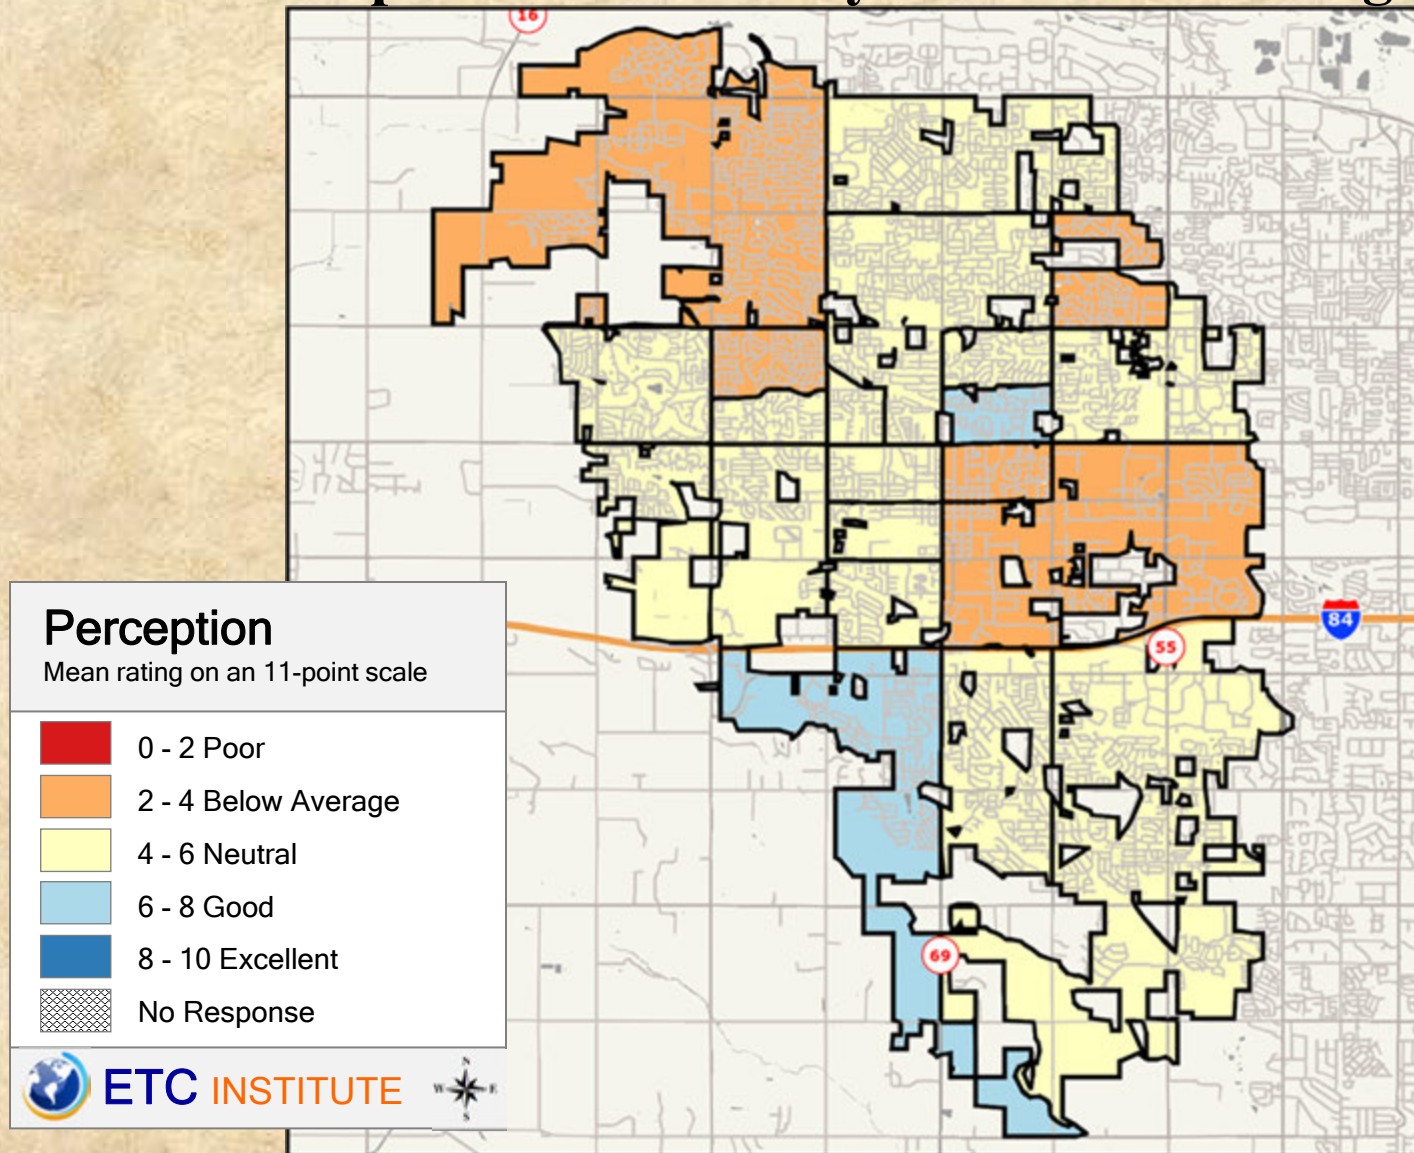 16
84
55
69
Perception
Mean rating on an 11-point scale
0 - 2 Poor
2 - 4 Below Average
4 - 6 Neutral
6 - 8 Good
8 - 10 Excellent
No Response
ETC INSTITUTE
N
W E
S